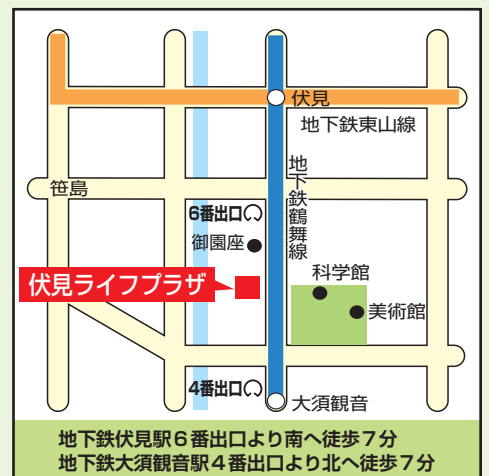 伏見
地下鉄東山線
笹島
地下鉄鶴舞線
6番出口
御園座
伏見ライフプラザ
科学館
美術館
4番出口
大須観音
地下鉄伏見駅６番出口より南へ徒歩７分
地下鉄大須観音駅４番出口より北へ徒歩７分